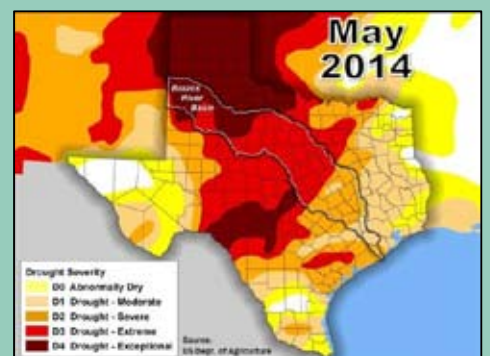 May
2014
Brazos
River
Basin
Drought Severity
D0 Abnormally Dry
D1 Drought - Moderate
D2 Drought - Severe
D3 Drought - Extreme
D4 Drought - Exceptional
Source:
US Dept. of Agriculture